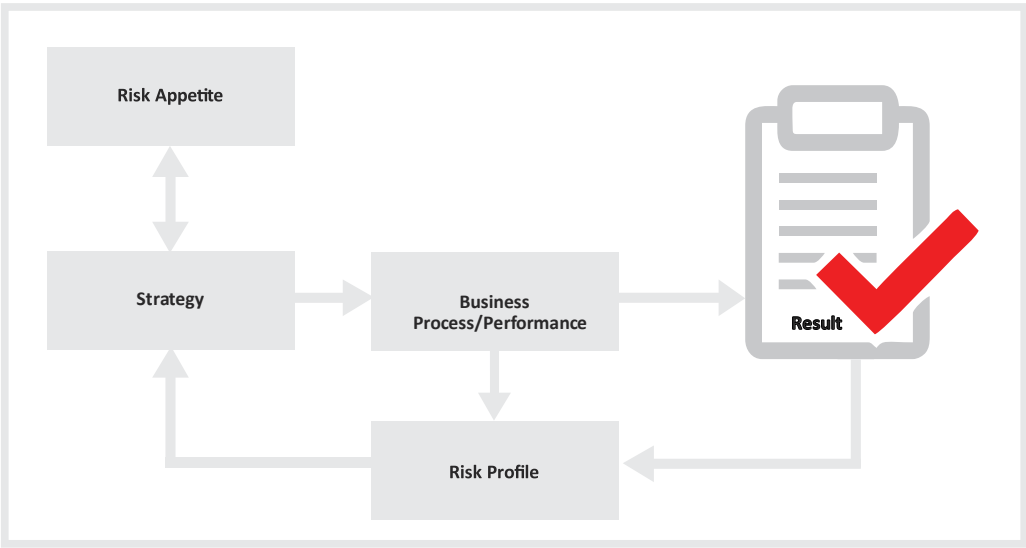 Risk Appetite
Strategy
Business
Process/Performance
Result
Risk Profile